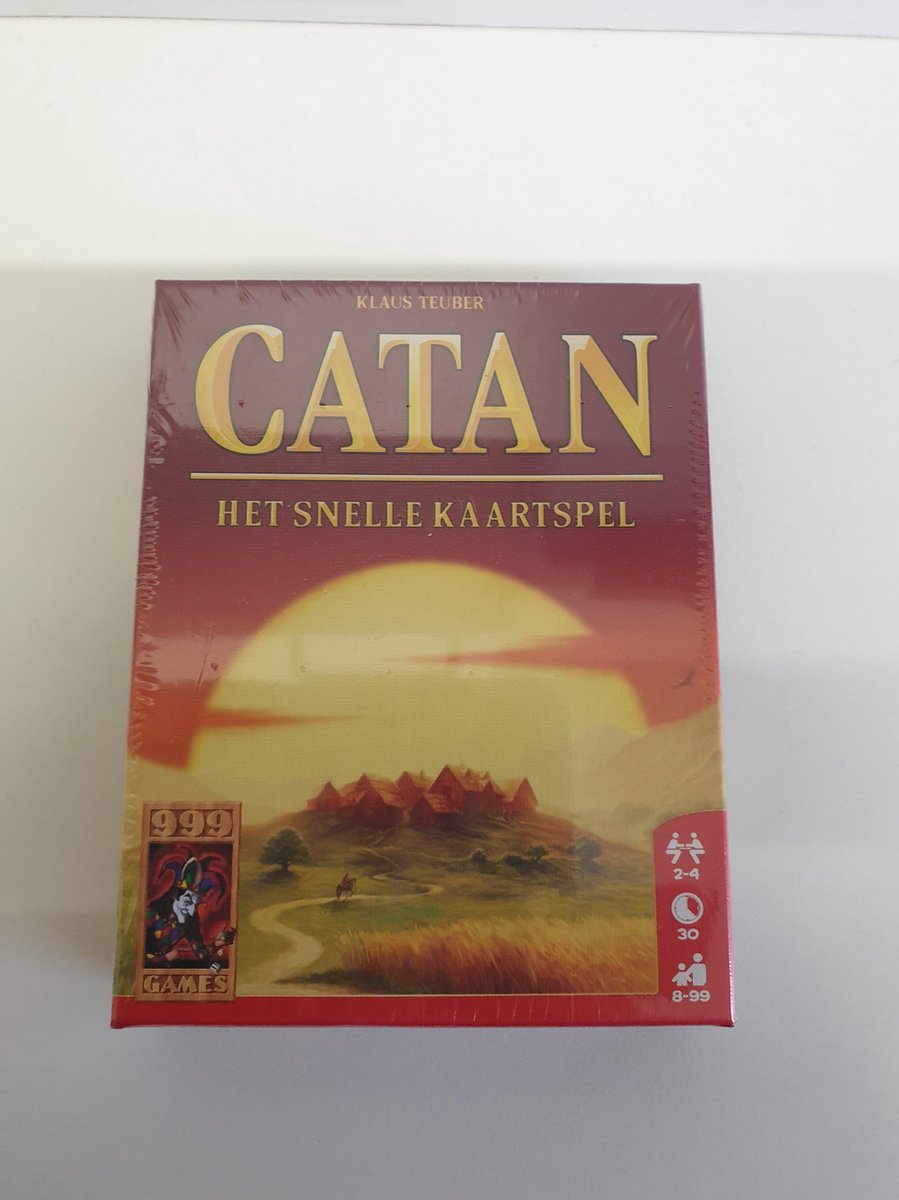 KLAUS TEUBER
CATAN
HET SNELLE KAARTSPEL
999
GAMES
2-4
30
8-99